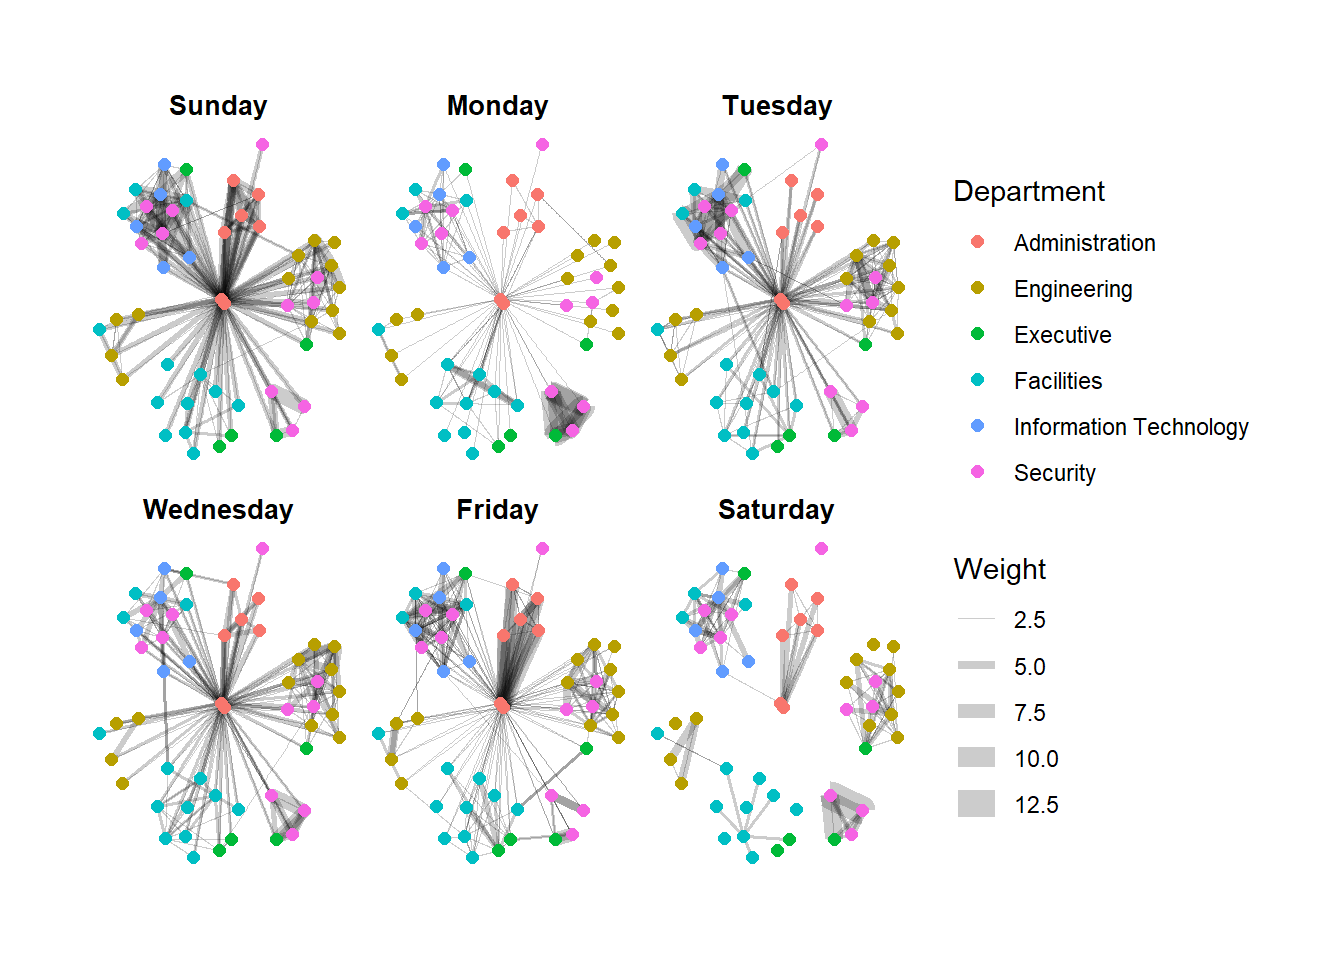 Sunday
Monday
Tuesday
Wednesday
Friday
Saturday
Department
Administration
Engineering
Executive
Facilities
Information Technology
Security
Weight
2.5
5.0
7.5
10.0
12.5